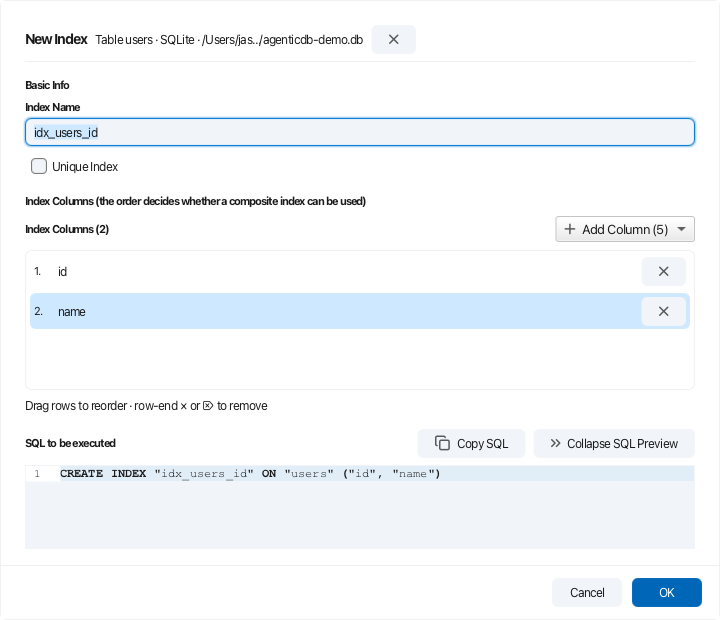 New Index Table users · SQLite · /Users/jas../agenticdb-demo.db
Basic Info
Index Name
idx_users_id
Unique Index
Index Columns (the order decides whether a composite index can be used)
Index Columns (2)
Add Column (5)
1. id
2. name
Drag rows to reorder · row-end × or ⌦ to remove
SQL to be executed
Copy SQL
Collapse SQL Preview
1 CREATE INDEX "idx_users_id" ON "users" ("id", "name")
Cancel
OK